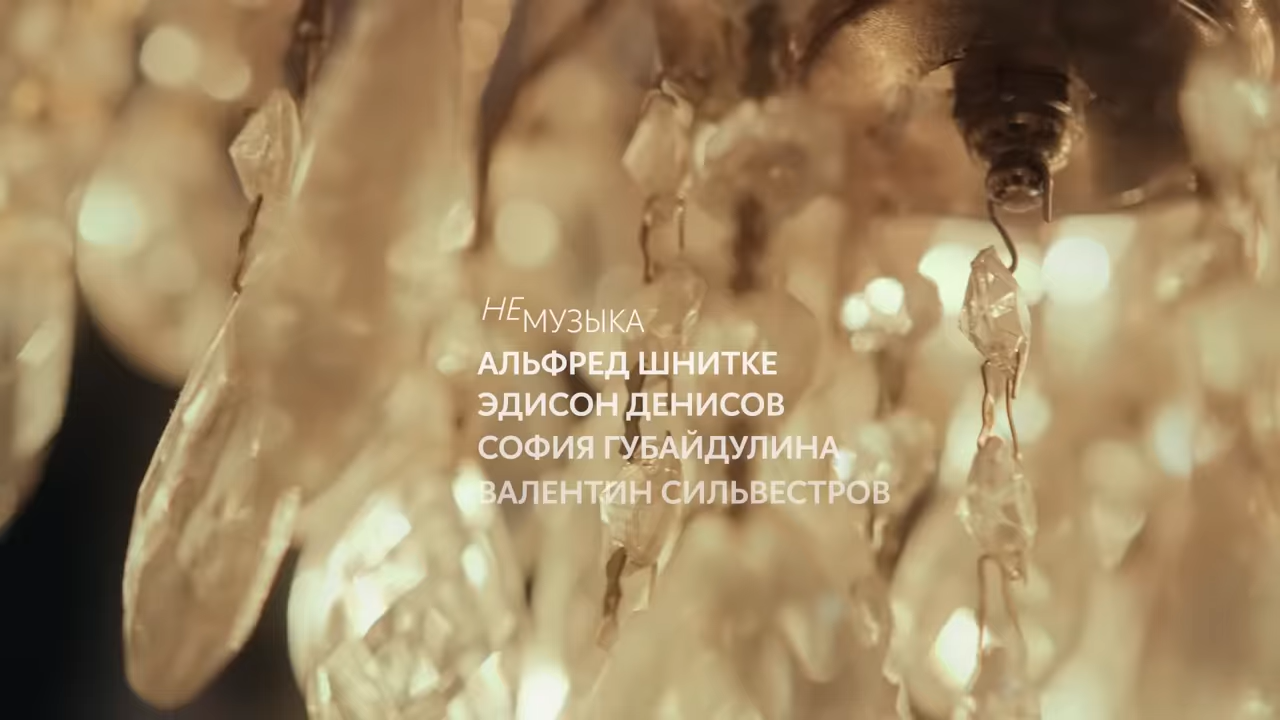 НЕМУЗЫКА
АЛЬФРЕД ШНИТКЕ
ЭДИСОН ДЕНИСОВ
СОФИЯ ГУБАЙДУЛИНА
ВАЛЕНТИН СИЛЬВЕСТРОВ